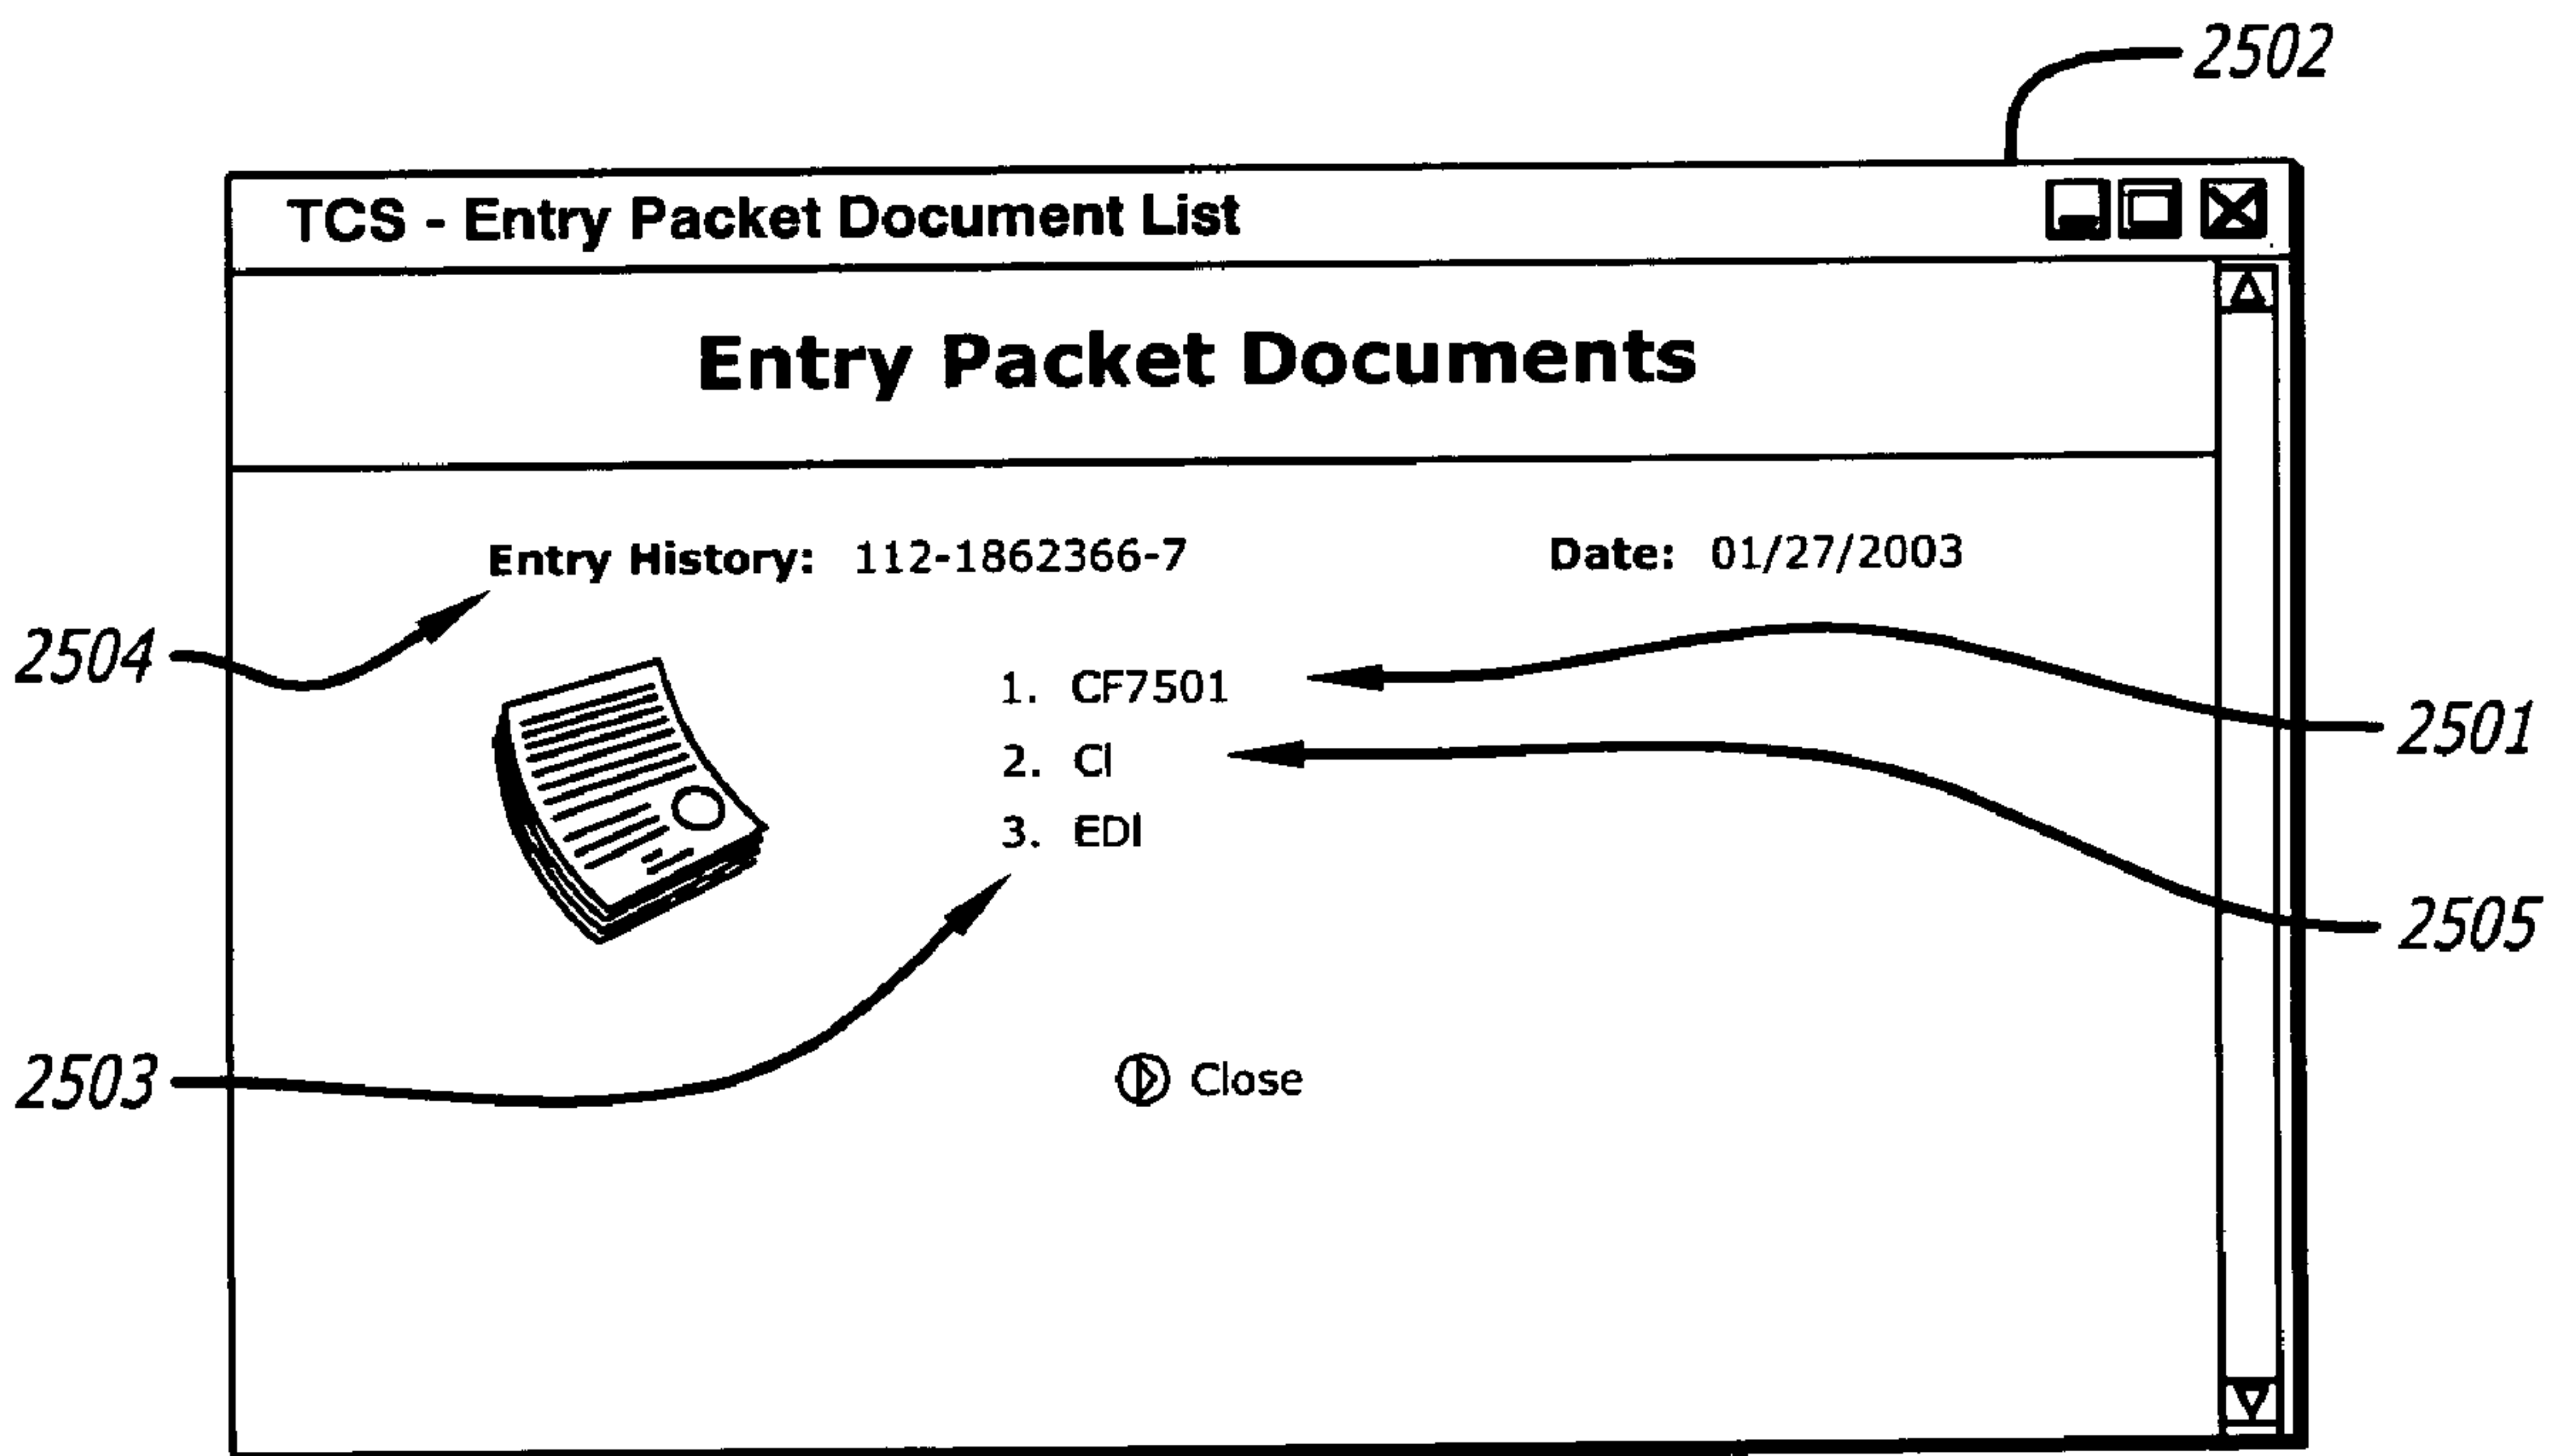 2502
TCS - Entry Packet Document List
Entry Packet Documents
Entry History: 112-1862366-7 Date: 01/27/2003
2504
1. CF7501
2501
2. CI
3. EDI
2505
2503
Close